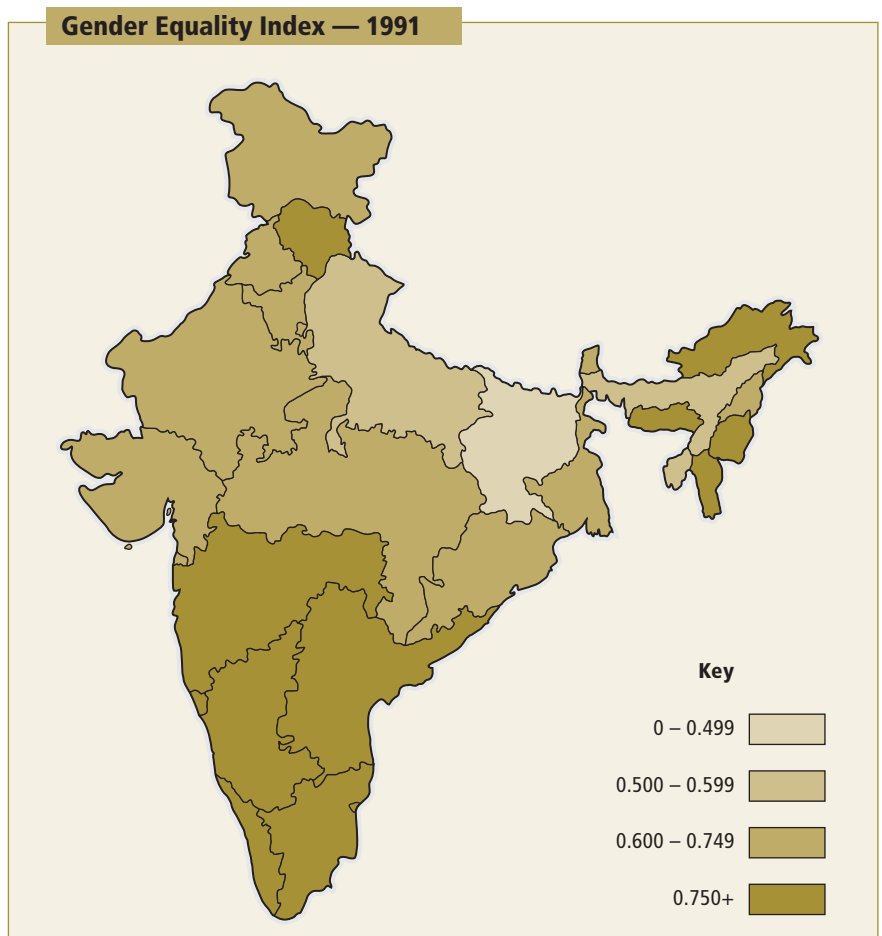 Gender Equality Index — 1991
Key
0 – 0.499
0.500 – 0.599
0.600 – 0.749
0.750+